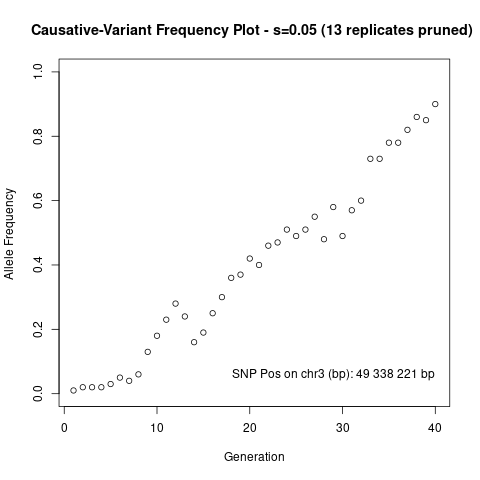 Causative-Variant Frequency Plot - s=0.05 (13 replicates pruned)
Allele Frequency
1.0
0.8
0.6
0.4
0.2
0.0
SNP Pos on chr3 (bp): 49 338 221 bp
0 10 20 30 40
Generation